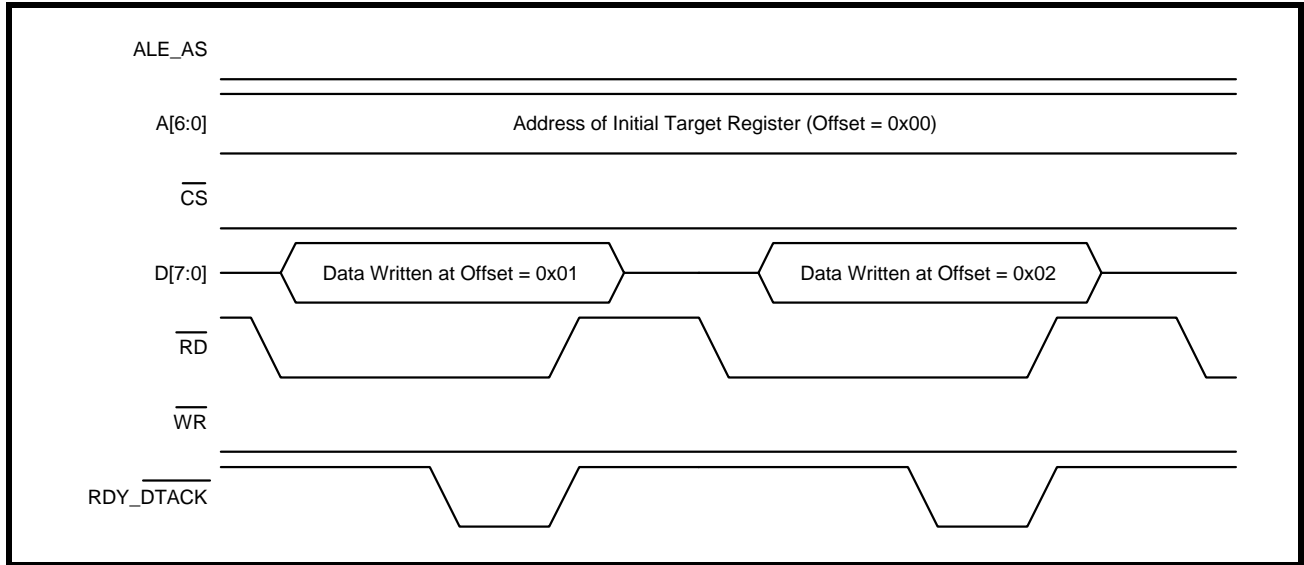 ALE_AS
A[6:0] Address of Initial Target Register (Offset = 0x00)
CS
D[7:0] Data Written at Offset = 0x01 Data Written at Offset = 0x02
RD
WR
RDY_DTACK